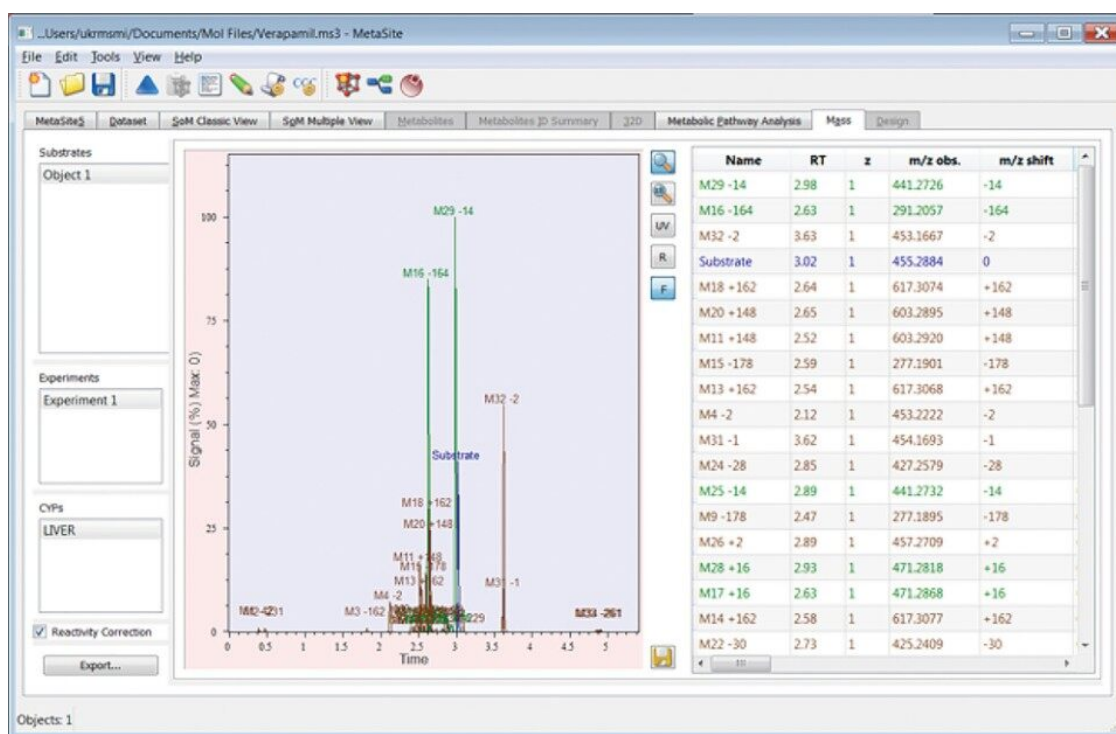 ...Users/ukrmsmi/Documents/Mol Files/Verapamil.ms3 - MetaSite
File Edit Tools View Help
MetaSite5 Dataset SoM Classic View SoM Multiple View Metabolites Metabolites ID Summary 32D Metabolic Pathway Analysis Mass Design
Substrates
Object 1
Experiments
Experiment 1
CYPs
LIVER
Reactivity Correction
Export...
Signal (%) Max: 0)
100
75
50
25
0
M29 -14
M16 -164
M32 -2
Substrate
M18 +162
M20 +148
M11 +148
M15 -178
M13 +162
M31 -1
M4 -2
M3 -162
0 0.5 1 1.5 2 2.5 3 3.5 4 4.5 5
Time
UV
R
F
Name RT z m/z obs. m/z shift
M29 -14 2.98 1 441.2726 -14
M16 -164 2.63 1 291.2057 -164
M32 -2 3.63 1 453.1667 -2
Substrate 3.02 1 455.2884 0
M18 +162 2.64 1 617.3074 +162
M20 +148 2.65 1 603.2895 +148
M11 +148 2.52 1 603.2920 +148
M15 -178 2.59 1 277.1901 -178
M13 +162 2.54 1 617.3068 +162
M4 -2 2.12 1 453.2222 -2
M31 -1 3.62 1 454.1693 -1
M24 -28 2.85 1 427.2579 -28
M25 -14 2.89 1 441.2732 -14
M9 -178 2.47 1 277.1895 -178
M26 +2 2.89 1 457.2709 +2
M28 +16 2.93 1 471.2818 +16
M17 +16 2.63 1 471.2868 +16
M14 +162 2.58 1 617.3077 +162
M22 -30 2.73 1 425.2409 -30
Objects: 1